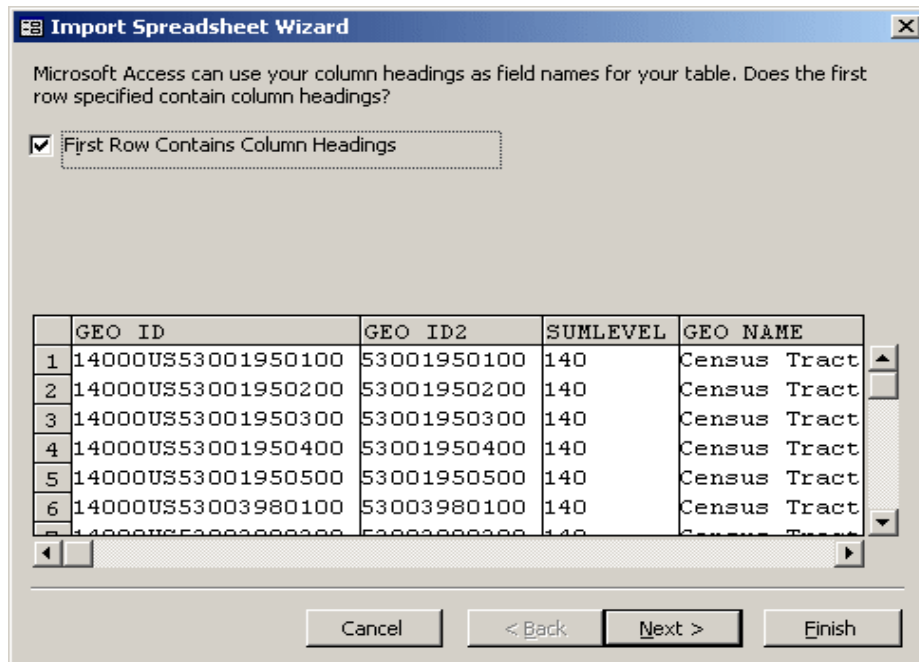 Import Spreadsheet Wizard
Microsoft Access can use your column headings as field names for your table. Does the first
row specified contain column headings?
First Row Contains Column Headings
GEO ID GEO ID2 SUMLEVEL GEO NAME
1 14000US53001950100 53001950100 140 Census Tract
2 14000US53001950200 53001950200 140 Census Tract
3 14000US53001950300 53001950300 140 Census Tract
4 14000US53001950400 53001950400 140 Census Tract
5 14000US53001950500 53001950500 140 Census Tract
6 14000US53003980100 53003980100 140 Census Tract
Cancel < Back Next > Finish